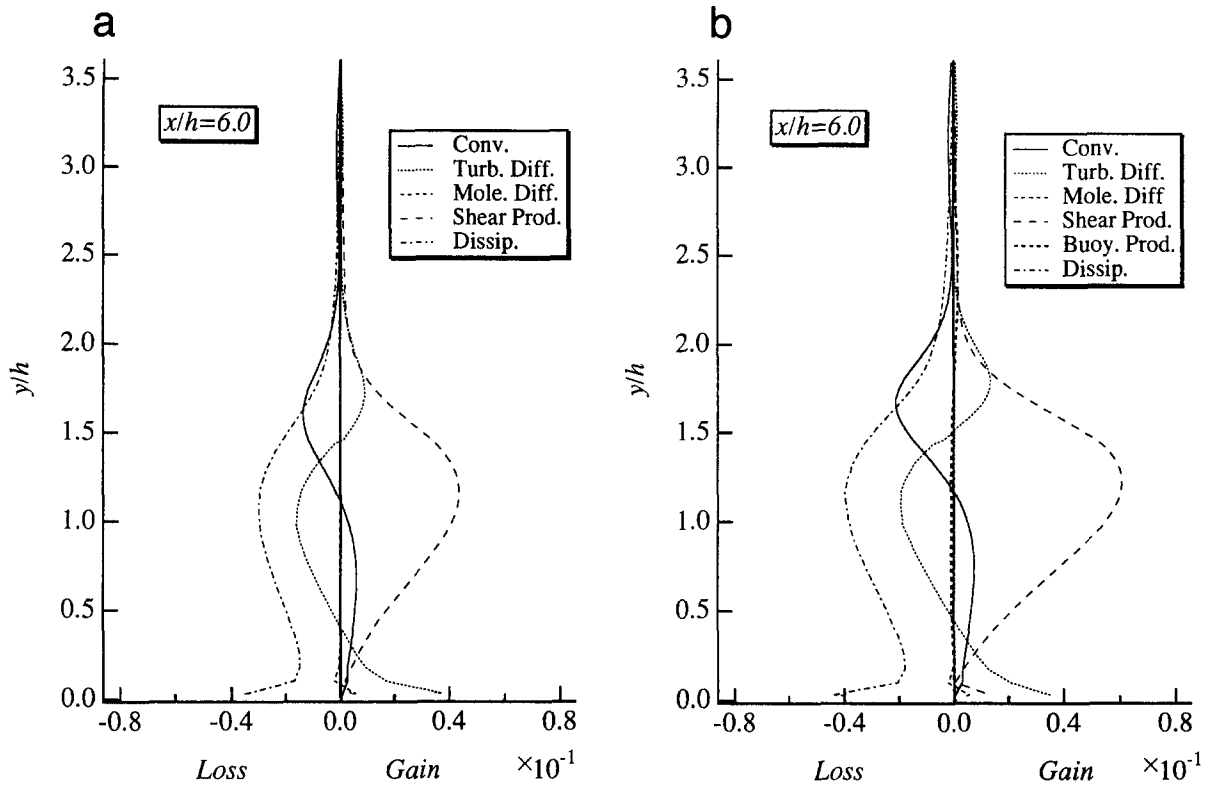 a
3.5
3.0
2.5
2.0
1.5
1.0
0.5
0.0
y/h
x/h=6.0
Conv.
Turb. Diff.
Mole. Diff.
Shear Prod.
Dissip.
-0.8
-0.4
0.0
0.4
0.8
Loss
Gain
×10-1
b
3.5
3.0
2.5
2.0
1.5
1.0
0.5
0.0
y/h
x/h=6.0
Conv.
Turb. Diff.
Mole. Diff
Shear Prod.
Buoy. Prod.
Dissip.
-0.8
-0.4
0.0
0.4
0.8
Loss
Gain
×10-1